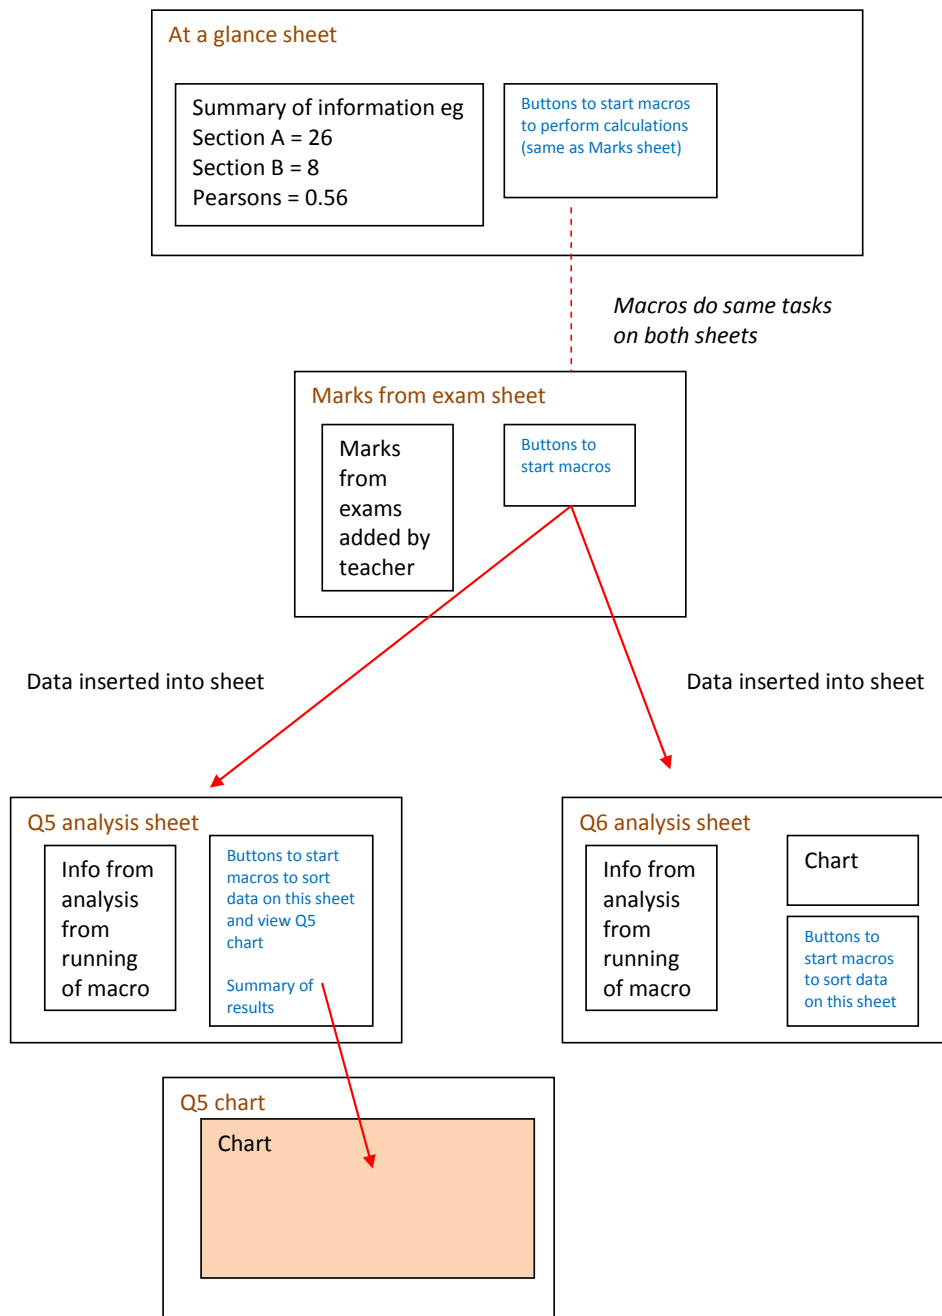 At a glance sheet
Summary of information eg
Section A = 26
Section B = 8
Pearsons = 0.56
Buttons to start macros
to perform calculations
(same as Marks sheet)
Macros do same tasks
on both sheets
Marks from exam sheet
Marks
from
exams
added by
teacher
Buttons to
start macros
Data inserted into sheet
Data inserted into sheet
Q5 analysis sheet
Info from
analysis
from
running
of macro
Buttons to start
macros to sort
data on this sheet
and view Q5
chart
Summary of
results
Q6 analysis sheet
Info from
analysis
from
running
of macro
Chart
Buttons to
start macros
to sort data
on this sheet
Q5 chart
Chart